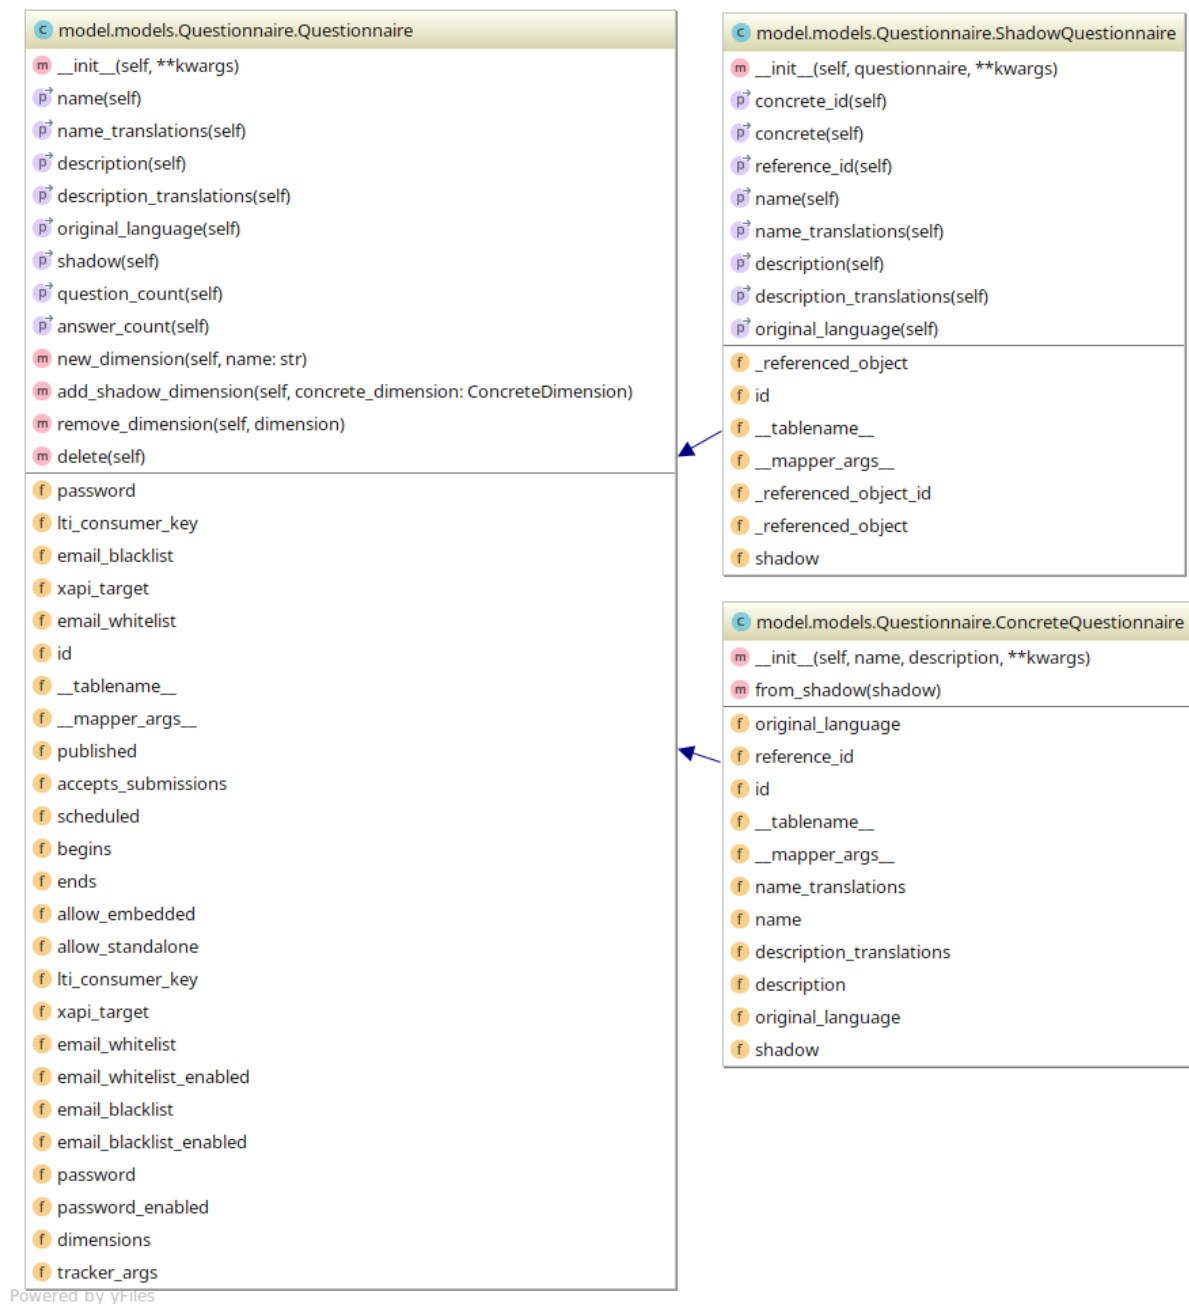 model.models.Questionnaire.Questionnaire
__init__(self, **kwargs)
name(self)
name_translations(self)
description(self)
description_translations(self)
original_language(self)
shadow(self)
question_count(self)
answer_count(self)
new_dimension(self, name: str)
add_shadow_dimension(self, concrete_dimension: ConcreteDimension)
remove_dimension(self, dimension)
delete(self)
password
lti_consumer_key
email_blacklist
xapi_target
email_whitelist
id
__tablename__
__mapper_args__
published
accepts_submissions
scheduled
begins
ends
allow_embedded
allow_standalone
lti_consumer_key
xapi_target
email_whitelist
email_whitelist_enabled
email_blacklist
email_blacklist_enabled
password
password_enabled
dimensions
tracker_args
model.models.Questionnaire.ShadowQuestionnaire
__init__(self, questionnaire, **kwargs)
concrete_id(self)
concrete(self)
reference_id(self)
name(self)
name_translations(self)
description(self)
description_translations(self)
original_language(self)
_referenced_object
id
__tablename__
__mapper_args__
_referenced_object_id
_referenced_object
shadow
model.models.Questionnaire.ConcreteQuestionnaire
__init__(self, name, description, **kwargs)
from_shadow(shadow)
original_language
reference_id
id
__tablename__
__mapper_args__
name_translations
name
description_translations
description
original_language
shadow
Powered by yFiles